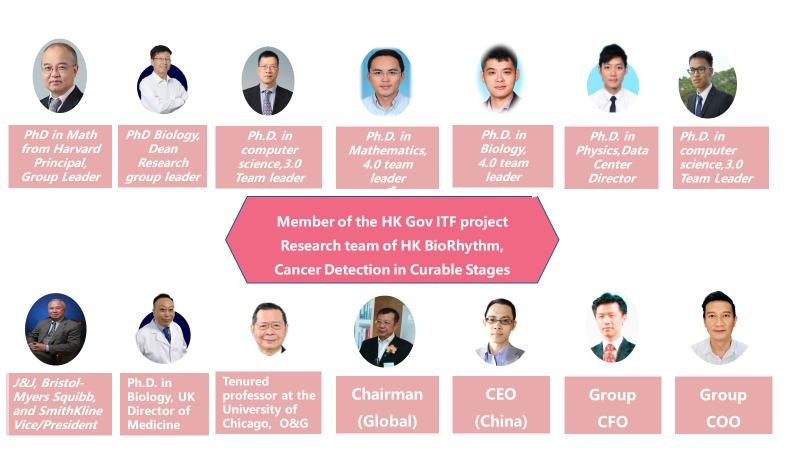 PhD in Math
from Harvard
Principal,
Group Leader
PhD Biology,
Dean
Research
group leader
Ph.D. in
computer
science,3.0
Team leader
Ph.D. in
Mathematics,
4.0 team
leader
Ph.D. in
Biology,
4.0 team
leader
Ph.D. in
Physics,Data
Center
Director
Ph.D. in
computer
science,3.0
Team Leader
Member of the HK Gov ITF project
Research team of HK BioRhythm,
Cancer Detection in Curable Stages
J&J, Bristol-
Myers Squibb,
and SmithKline
Vice/President
Ph.D. in
Biology, UK
Director of
Medicine
Tenured
professor at the
University of
Chicago, O&G
Chairman
(Global)
CEO
(China)
Group
CFO
Group
COO